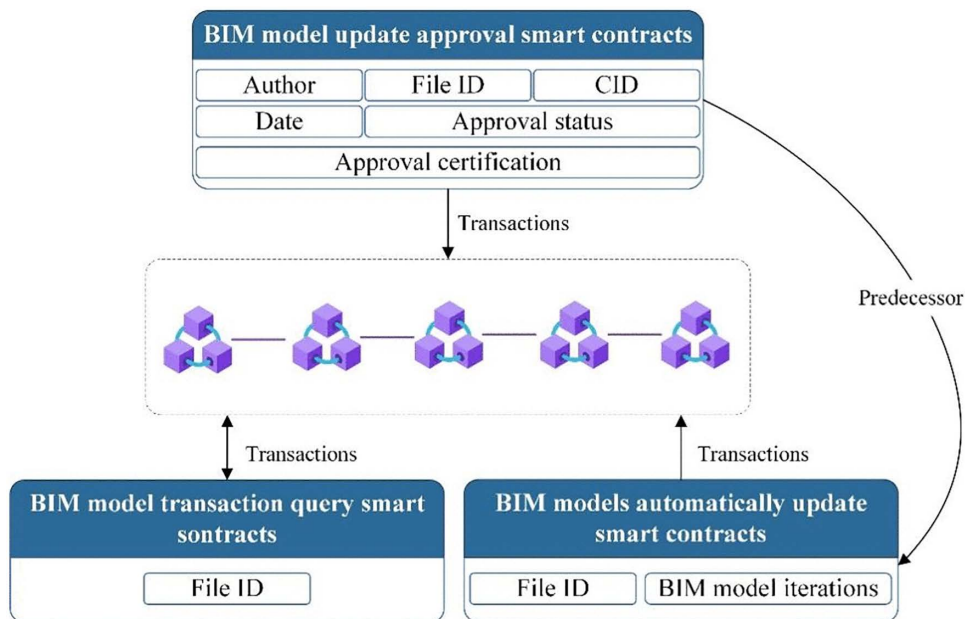 BIM model update approval smart contracts
Author
File ID
CID
Date
Approval status
Approval certification
Transactions
Predecessor
Transactions
Transactions
BIM model transaction query smart
sontracts
File ID
BIM models automatically update
smart contracts
File ID
BIM model iterations